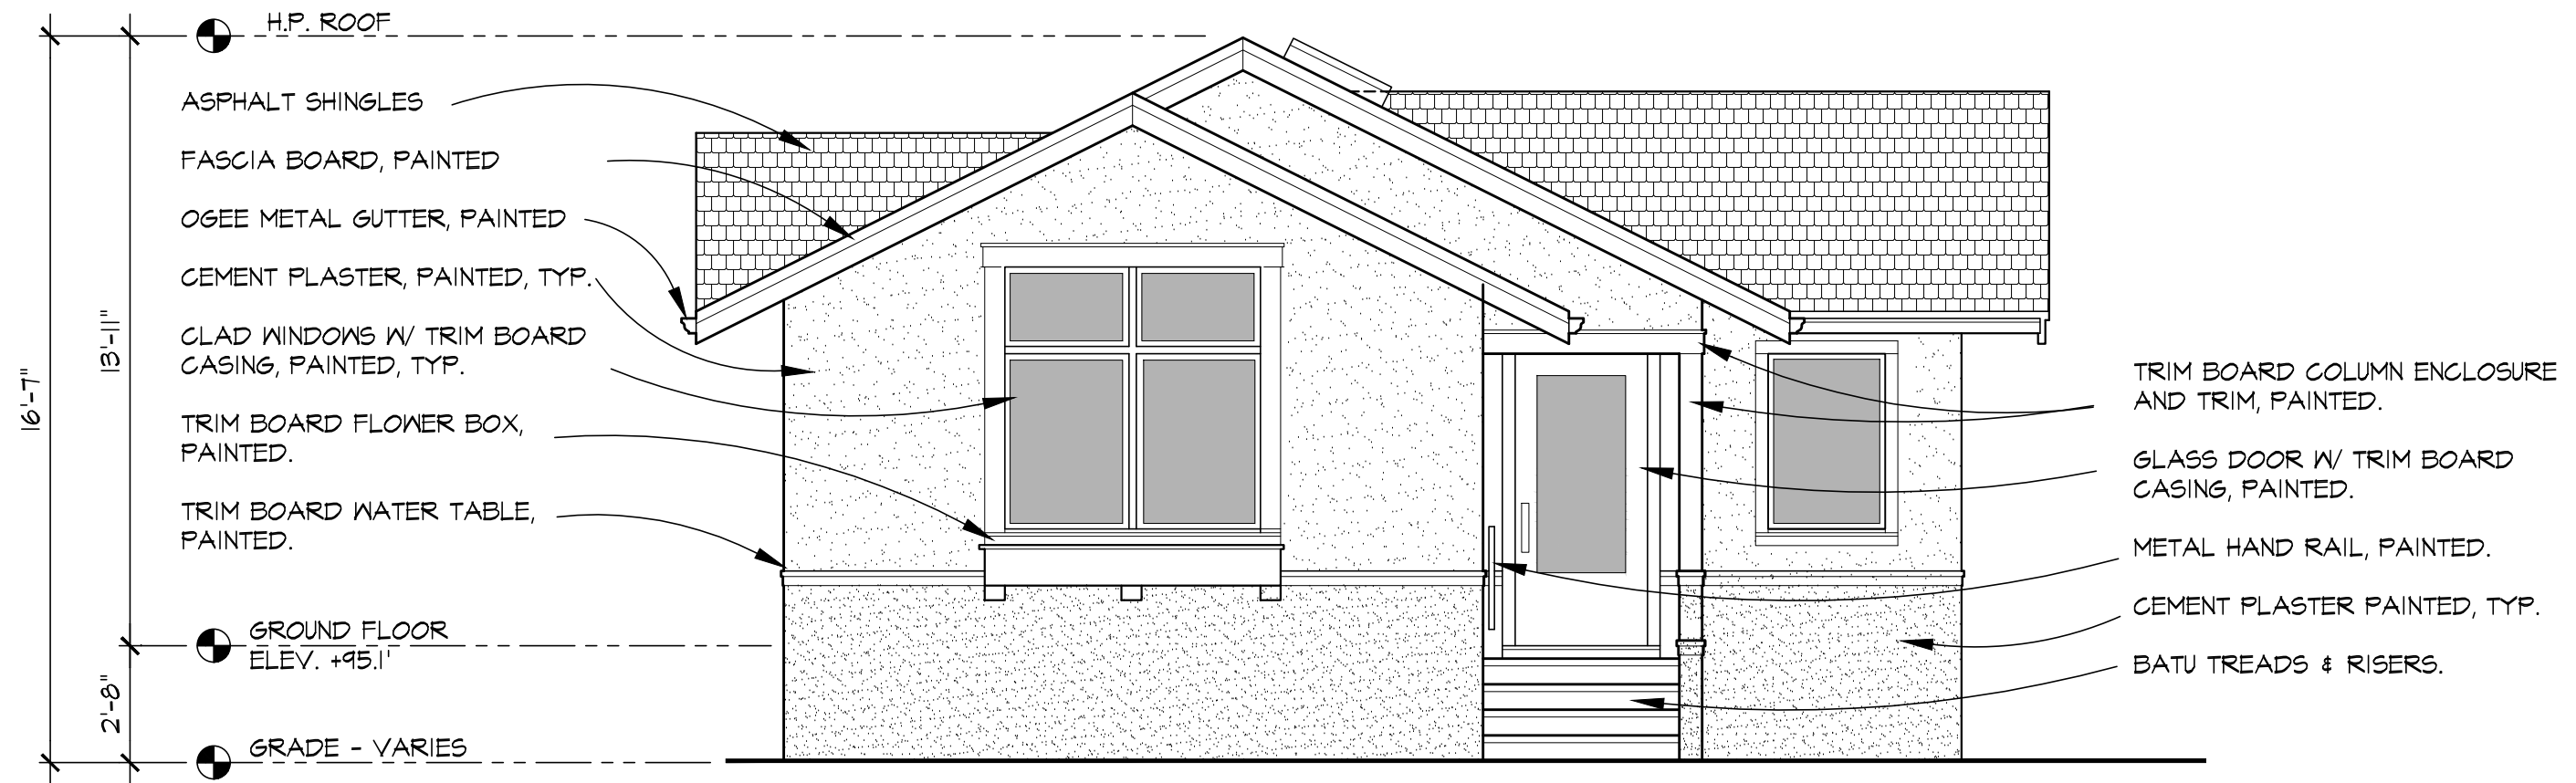 H.P. ROOF
ASPHALT SHINGLES
FASCIA BOARD, PAINTED
OGEE METAL GUTTER, PAINTED
CEMENT PLASTER, PAINTED, TYP.
CLAD WINDOWS W/ TRIM BOARD
CASING, PAINTED, TYP.
TRIM BOARD FLOWER BOX,
PAINTED.
TRIM BOARD WATER TABLE,
PAINTED.
GROUND FLOOR
ELEV. +95.1'
GRADE - VARIES
16'-7"
13'-11"
2'-8"
TRIM BOARD COLUMN ENCLOSURE
AND TRIM, PAINTED.
GLASS DOOR W/ TRIM BOARD
CASING, PAINTED.
METAL HAND RAIL, PAINTED.
CEMENT PLASTER PAINTED, TYP.
BATU TREADS & RISERS.